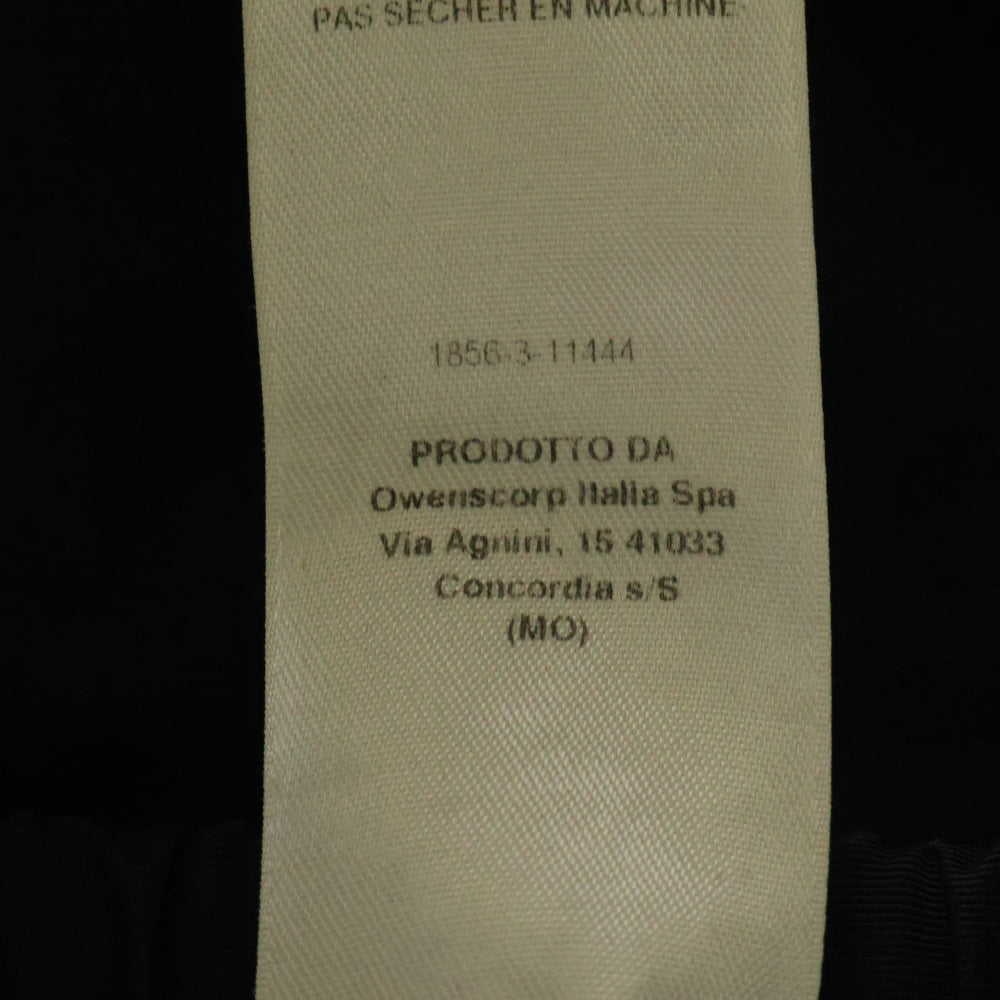 PAS SECHER EN MACHINE-
1856-3-11444
PRODOTTO DA
Owenscorp Italia Spa
Via Agnini, 15 41033
Concordia s/S
(MO)